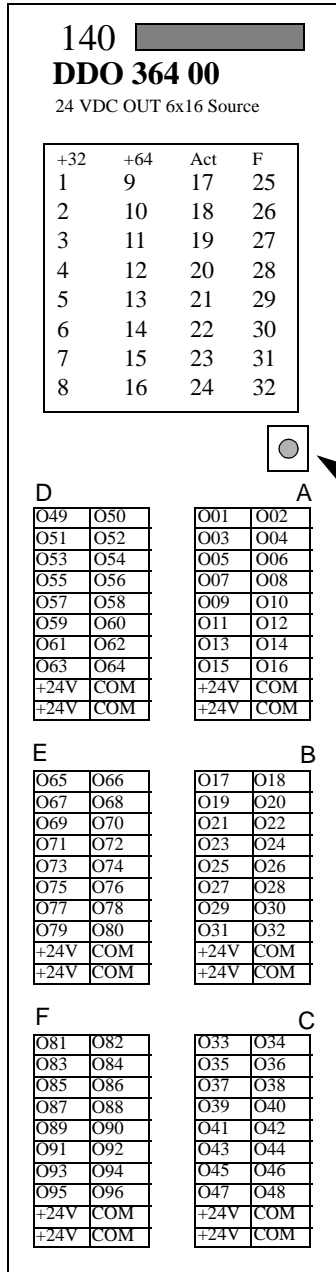 140
DDO 364 00
24 VDC OUT 6x16 Source
+32 +64 Act F
1 9 17 25
2 10 18 26
3 11 19 27
4 12 20 28
5 13 21 29
6 14 22 30
7 15 23 31
8 16 24 32
D A
O49 O50 O01 O02
O51 O52 O03 O04
O53 O54 O05 O06
O55 O56 O07 O08
O57 O58 O09 O10
O59 O60 O11 O12
O61 O62 O13 O14
O63 O64 O15 O16
+24V COM +24V COM
+24V COM +24V COM
E B
O65 O66 O17 O18
O67 O68 O19 O20
O69 O70 O21 O22
O71 O72 O23 O24
O73 O74 O25 O26
O75 O76 O27 O28
O77 O78 O29 O30
O79 O80 O31 O32
+24V COM +24V COM
+24V COM +24V COM
F C
O81 O82 O33 O34
O83 O84 O35 O36
O85 O86 O37 O38
O87 O88 O39 O40
O89 O90 O41 O42
O91 O92 O43 O44
O93 O94 O45 O46
O95 O96 O47 O48
+24V COM +24V COM
+24V COM +24V COM